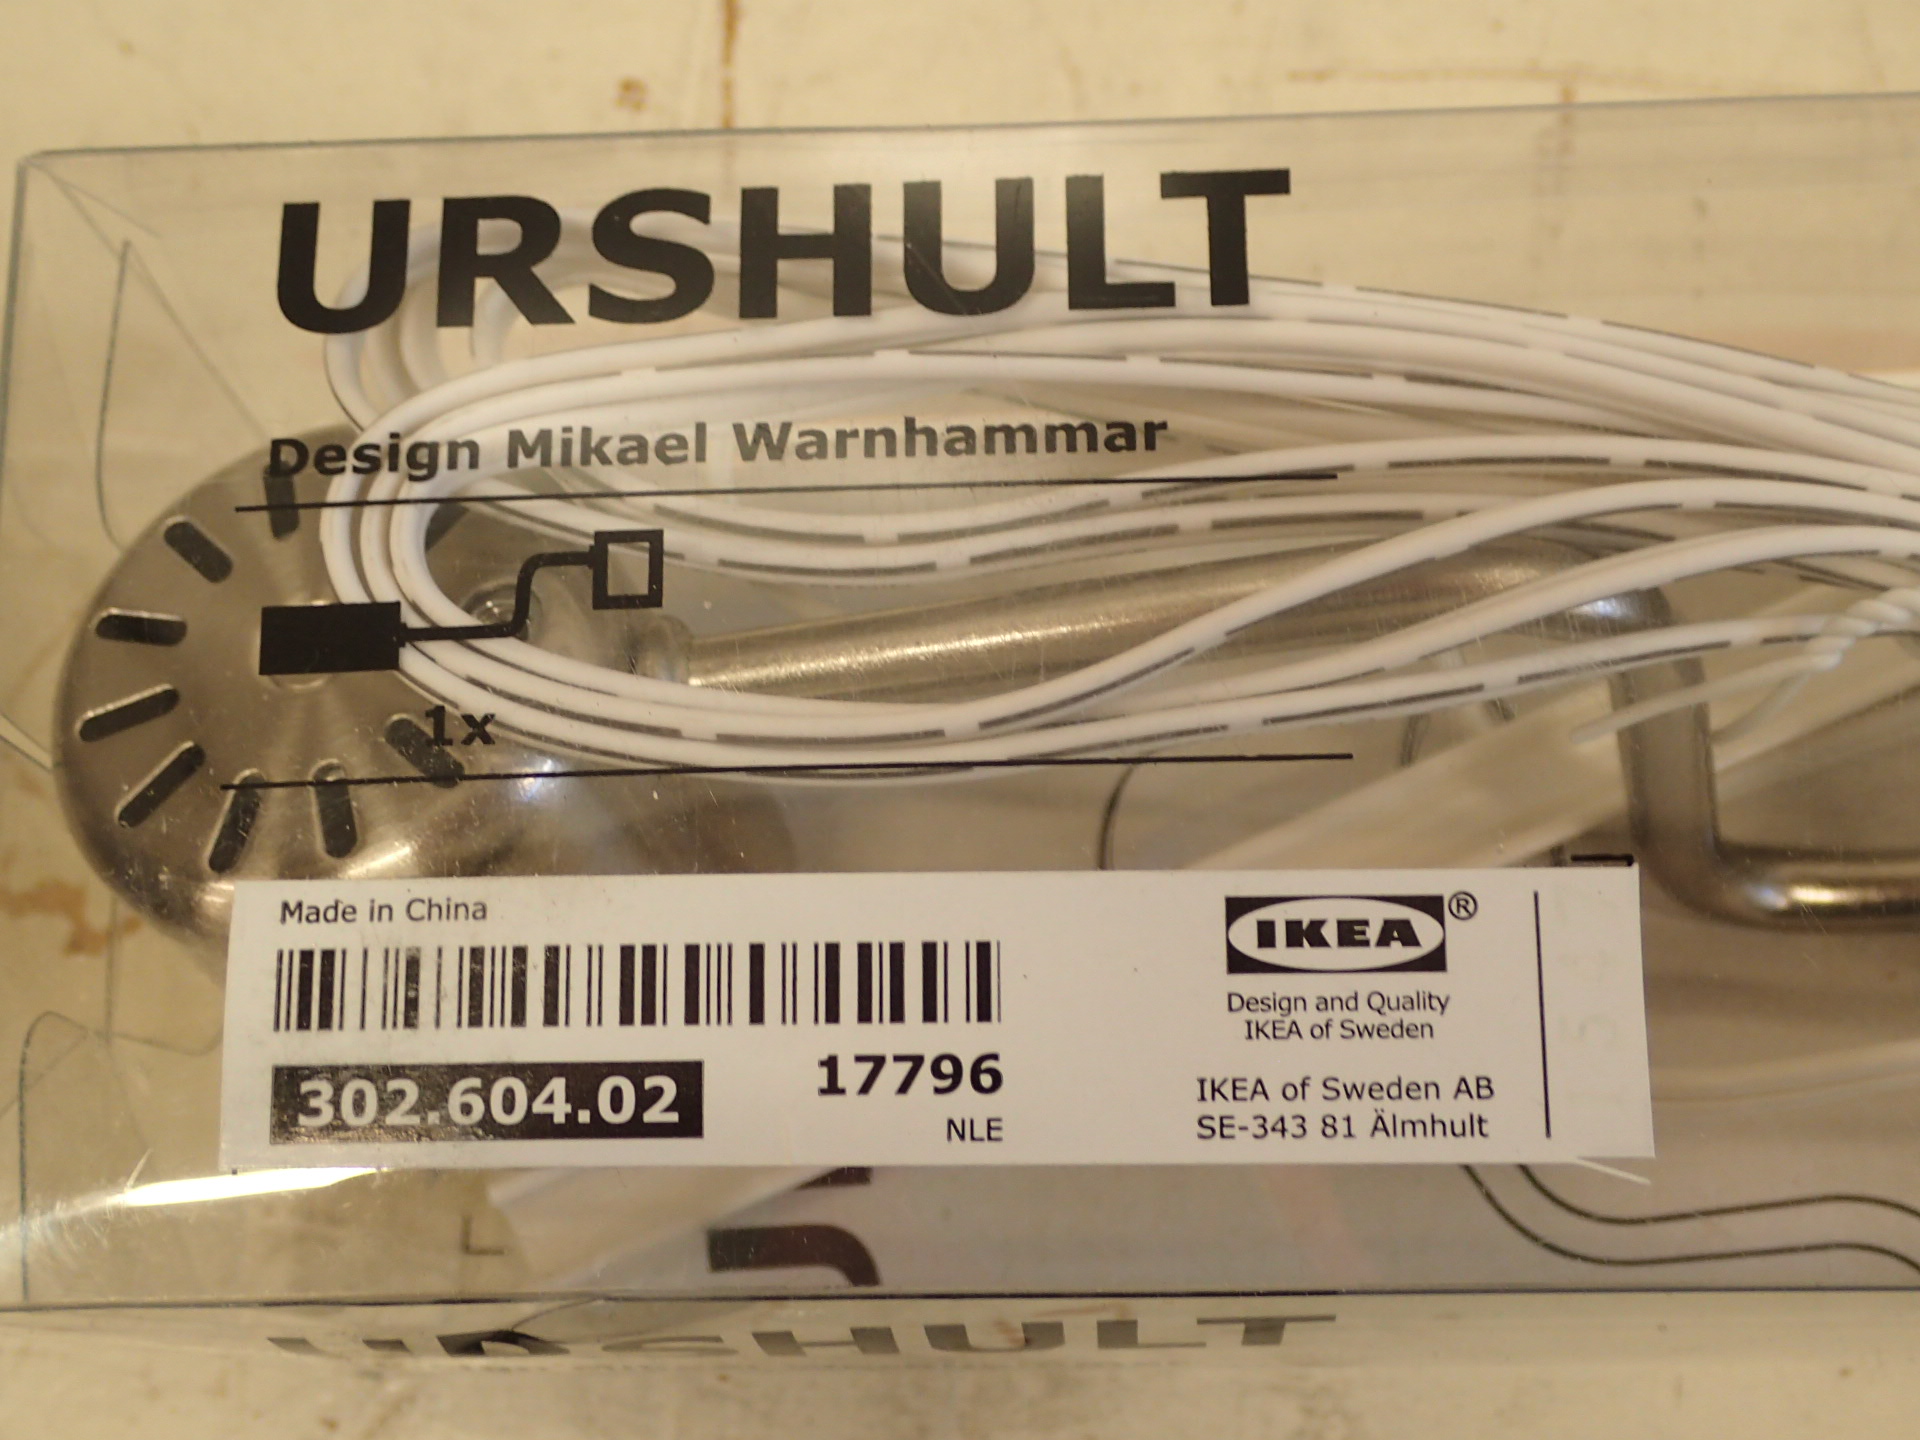 URSHULT
Design Mikael Warnhammar
1x
Made in China
302.604.02
17796
NLE
IKEA®
Design and Quality
IKEA of Sweden
IKEA of Sweden AB
SE-343 81 Älmhult
URSHULT